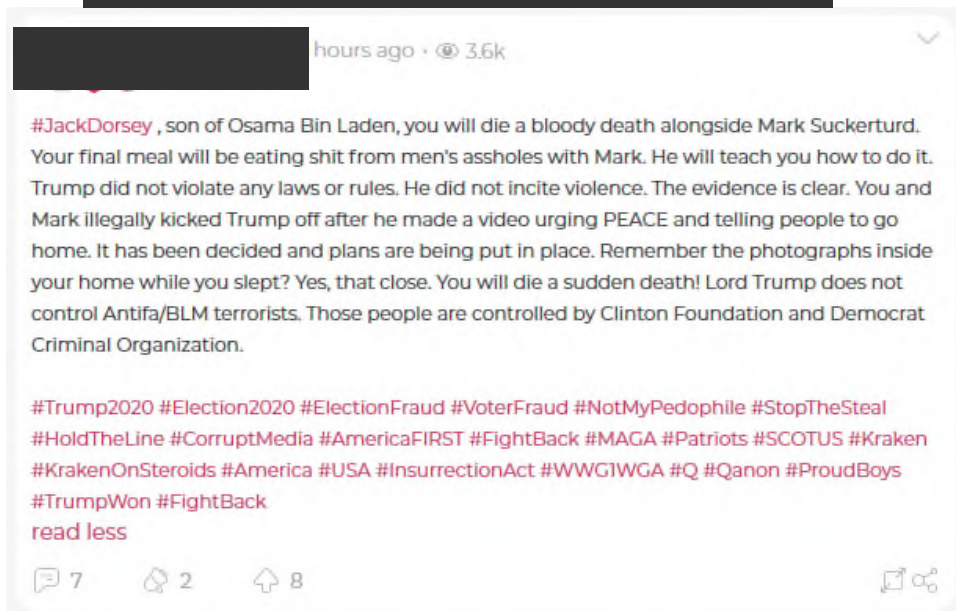 hours ago · 3.6k
#JackDorsey , son of Osama Bin Laden, you will die a bloody death alongside Mark Suckerturd.
Your final meal will be eating shit from men's assholes with Mark. He will teach you how to do it.
Trump did not violate any laws or rules. He did not incite violence. The evidence is clear. You and
Mark illegally kicked Trump off after he made a video urging PEACE and telling people to go
home. It has been decided and plans are being put in place. Remember the photographs inside
your home while you slept? Yes, that close. You will die a sudden death! Lord Trump does not
control Antifa/BLM terrorists. Those people are controlled by Clinton Foundation and Democrat
Criminal Organization.
#Trump2020 #Election2020 #ElectionFraud #VoterFraud #NotMyPedophile #StopTheSteal
#HoldTheLine #CorruptMedia #AmericaFIRST #FightBack #MAGA #Patriots #SCOTUS #Kraken
#KrakenOnSteroids #America #USA #InsurrectionAct #WWG1WGA #Q #Qanon #ProudBoys
#TrumpWon #FightBack
read less
7 2 8